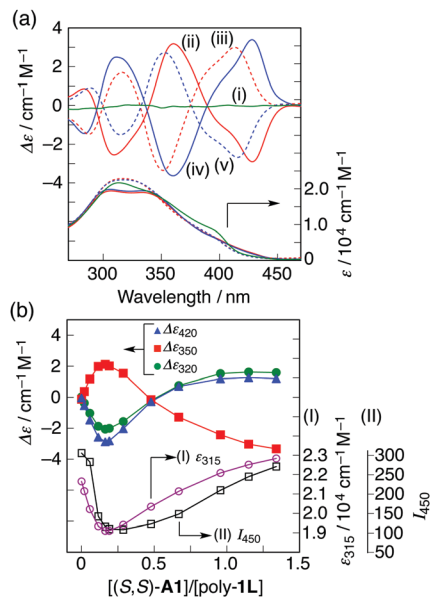 (a)
(ii)
(iii)
(i)
(iv)
(v)
Δε / cm⁻¹ M⁻¹
4
2
0
−2
−4
2.0
1.0
0
ε / 10⁴ cm⁻¹ M⁻¹
300 350 400 450
Wavelength / nm
(b)
Δε₄₂₀
Δε₃₅₀
Δε₃₂₀
Δε / cm⁻¹ M⁻¹
4
2
0
−2
−4
(I) (II)
(I) ε₃₁₅
(II) I₄₅₀
2.3 300
2.2 250
2.1 200
2.0 150
1.9 100
50
ε₃₁₅ / 10⁴ cm⁻¹ M⁻¹
I₄₅₀
0 0.5 1.0 1.5
[(S,S)-A1]/[poly-1L]